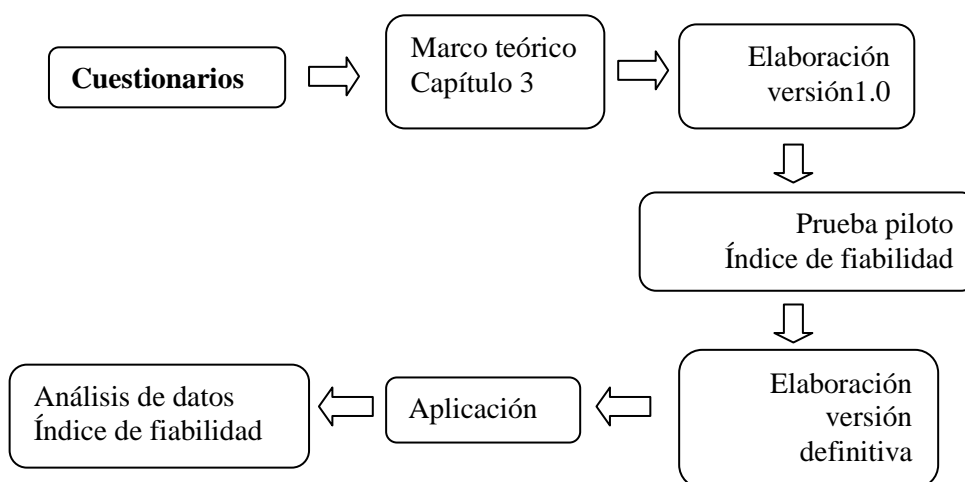 Cuestionarios
Marco teórico
Capítulo 3
Elaboración
versión1.0
Prueba piloto
Índice de fiabilidad
Elaboración
versión
definitiva
Aplicación
Análisis de datos
Índice de fiabilidad